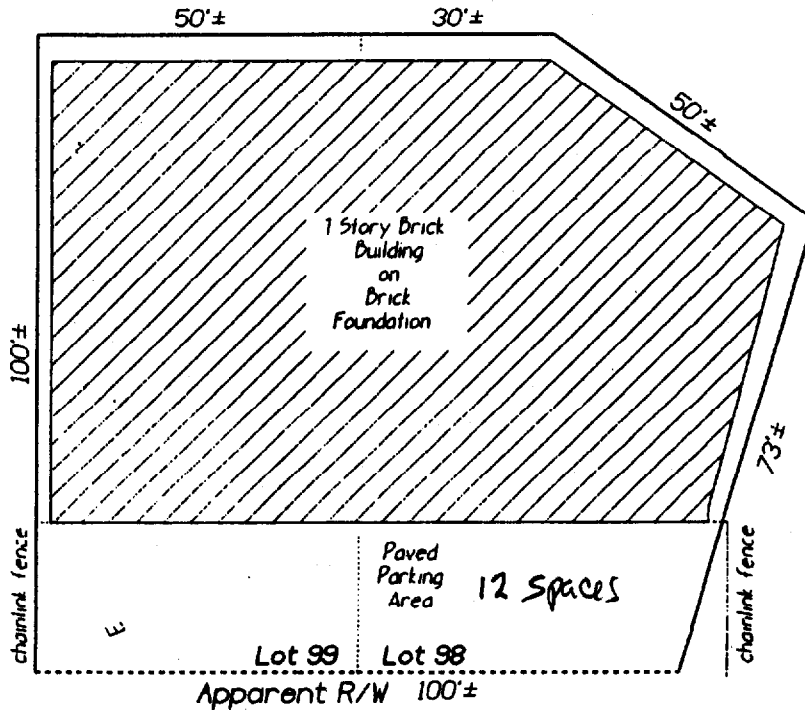 50'± 30'±
50'±
1 Story Brick
Building
on
Brick
Foundation
100'±
73'±
chainlink fence
Paved
Parking
Area
12 Spaces
chainlink fence
E
Lot 99 Lot 98
Apparent R/W 100'±